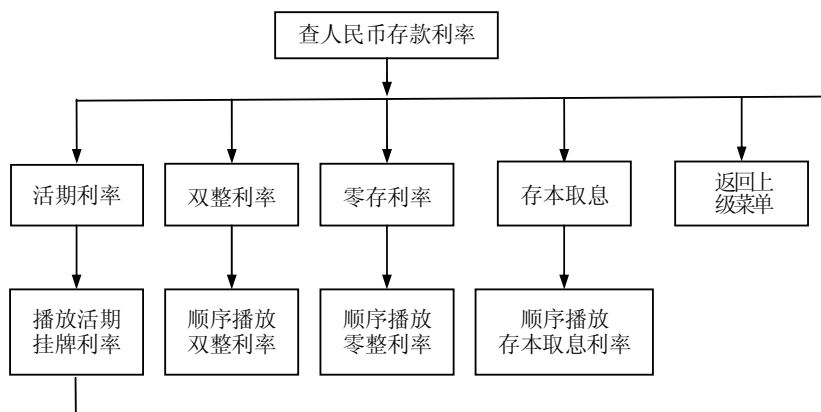 查人民币存款利率
活期利率
双整利率
零存利率
存本取息
返回上
级菜单
播放活期
挂牌利率
顺序播放
双整利率
顺序播放
零整利率
顺序播放
存本取息利率